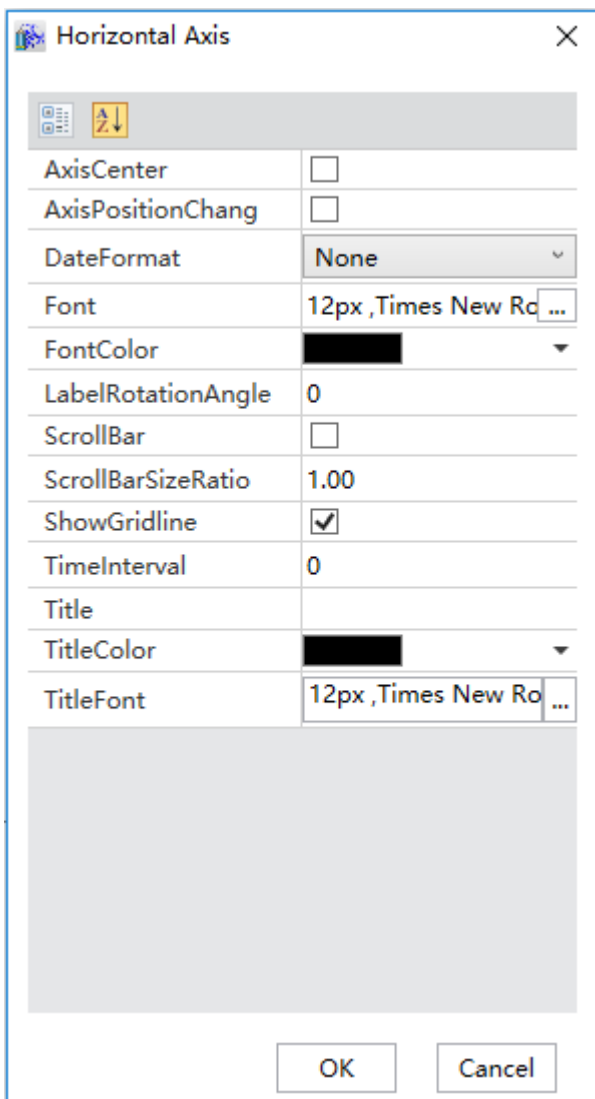 Horizontal Axis
AxisCenter
AxisPositionChang
DateFormat None
Font 12px ,Times New Ro ...
FontColor
LabelRotationAngle 0
ScrollBar
ScrollBarSizeRatio 1.00
ShowGridline
TimeInterval 0
Title
TitleColor
TitleFont 12px ,Times New Ro ...
OK Cancel